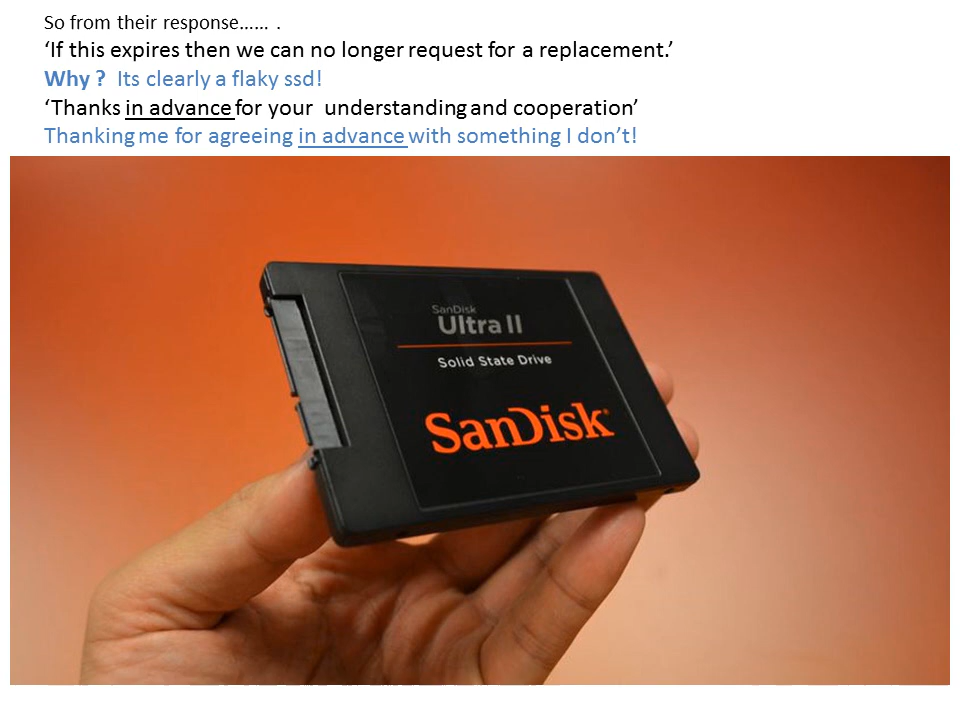 So from their response…… .
‘If this expires then we can no longer request for a replacement.’
Why ?  Its clearly a flaky ssd!
‘Thanks in advance for your  understanding and cooperation’
Thanking me for agreeing in advance with something I don’t!
SanDisk
Ultra II
Solid State Drive
SanDisk®